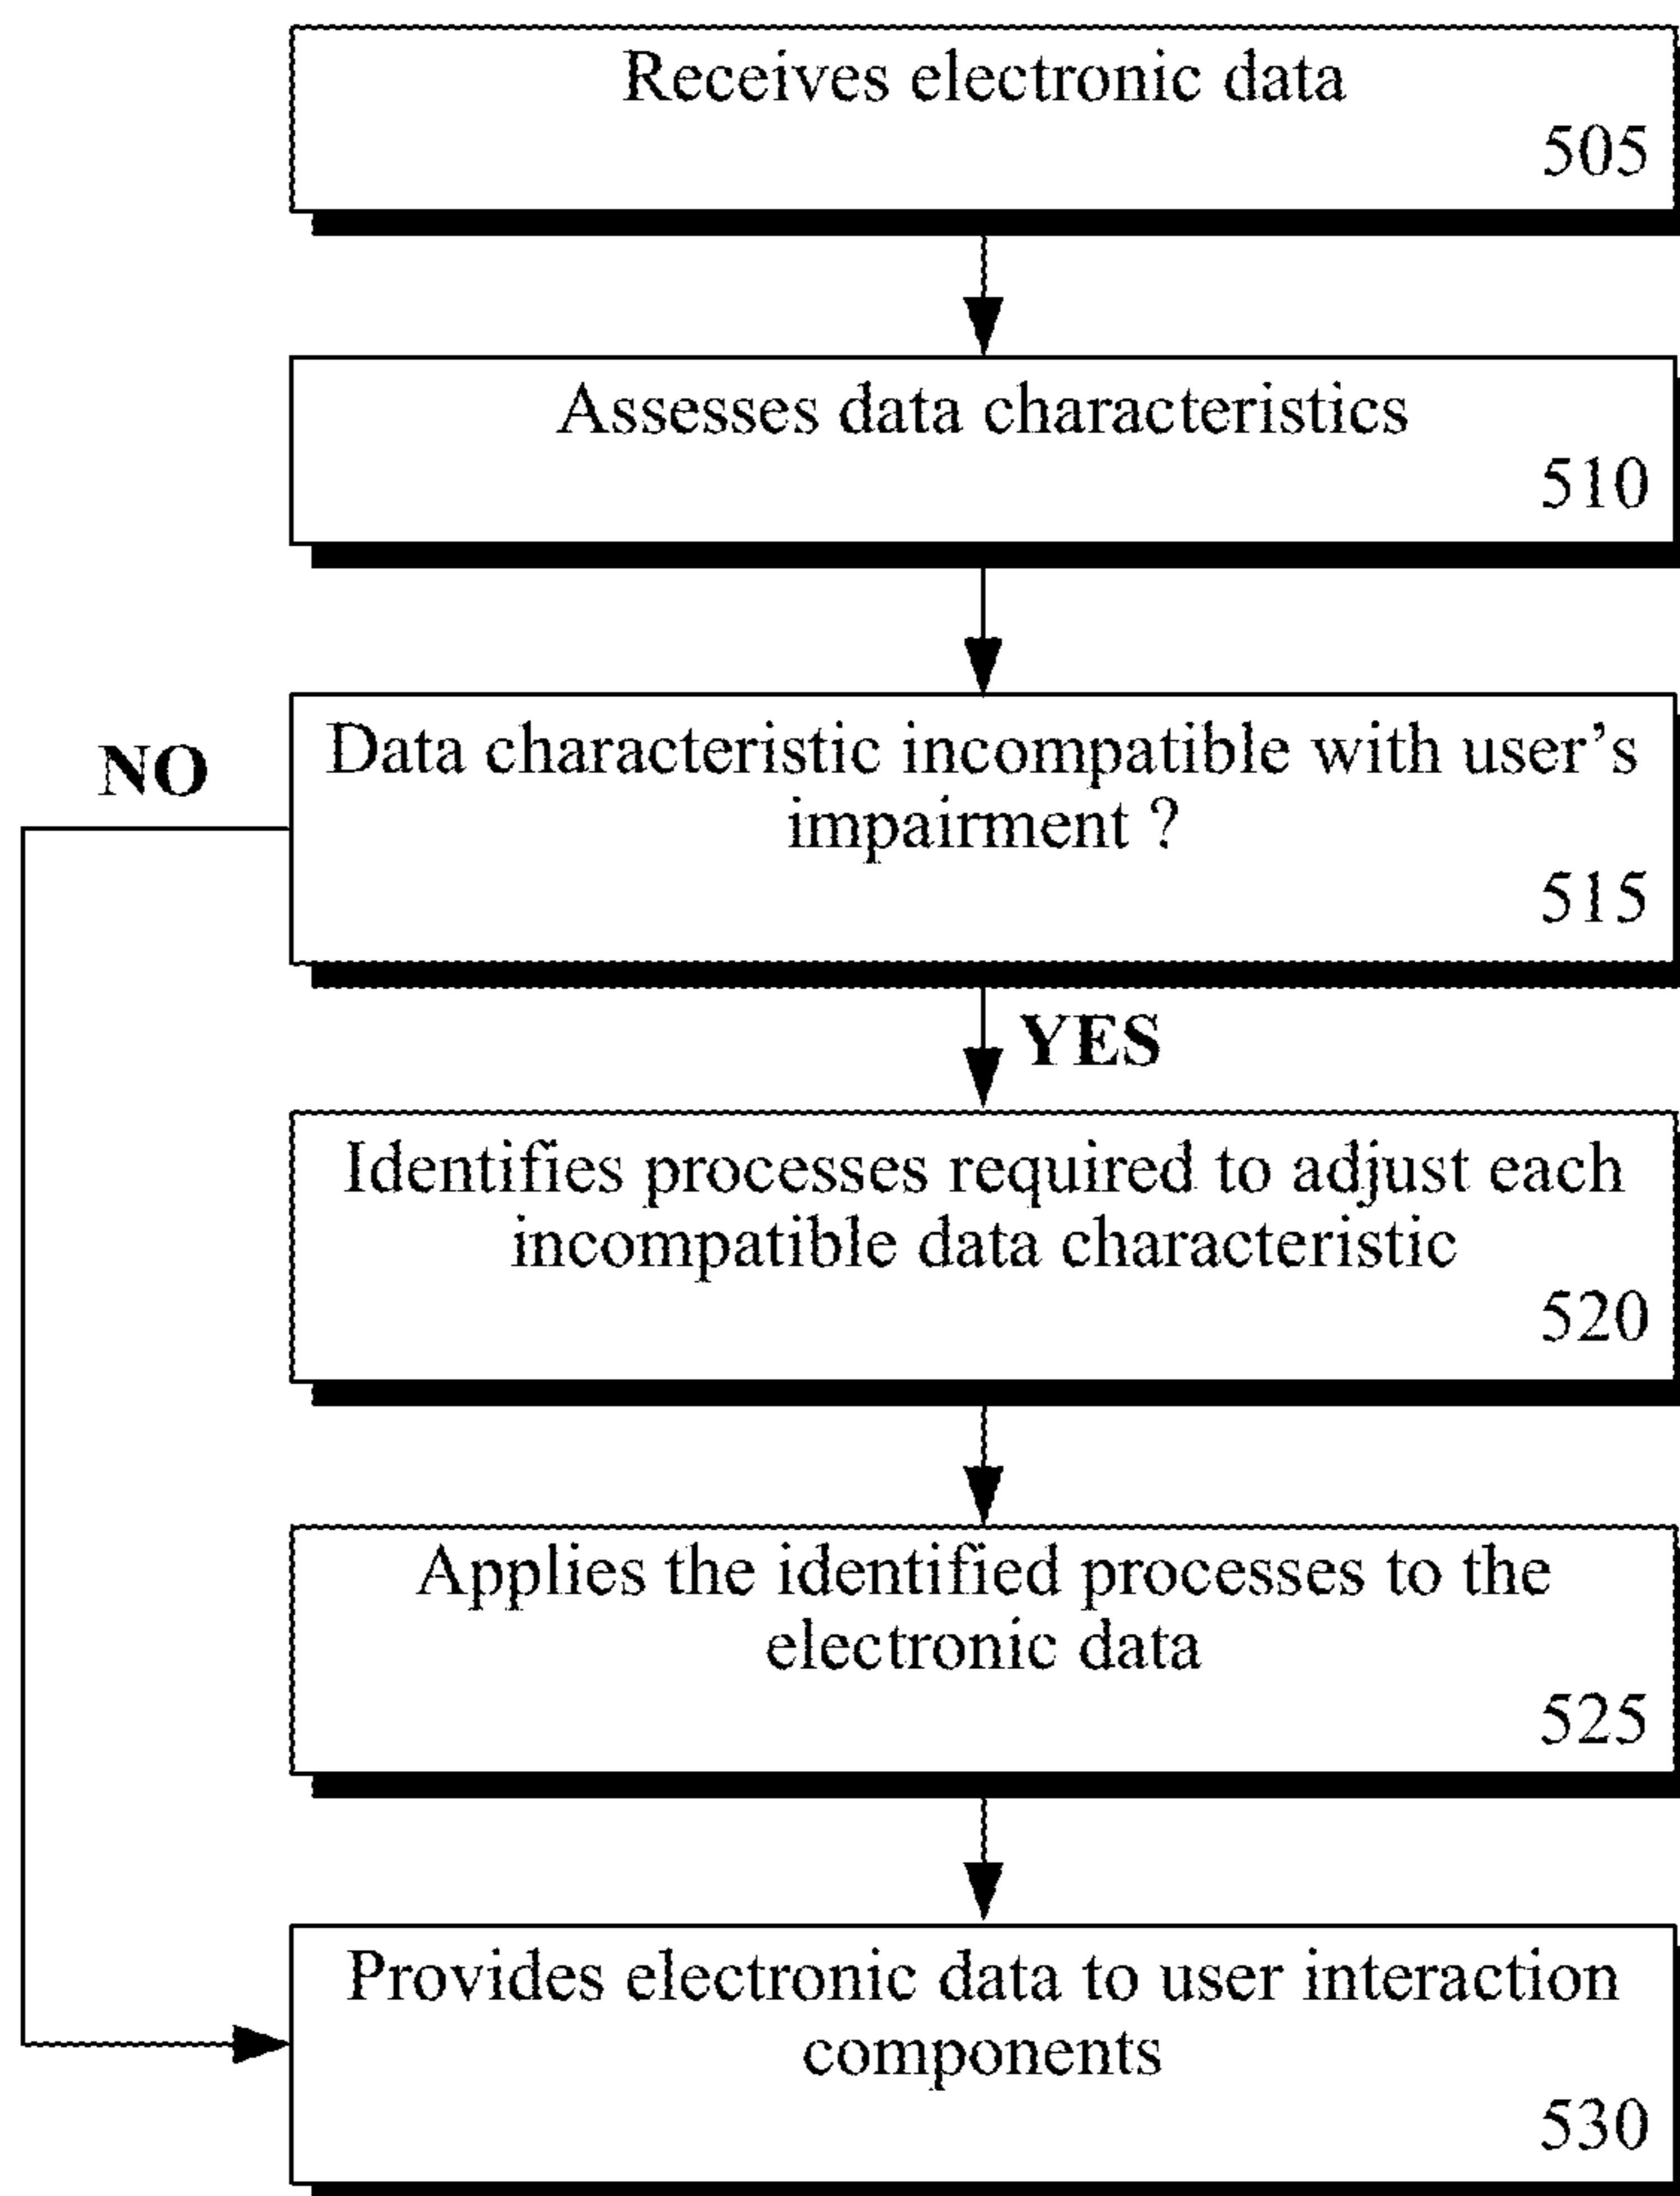 Receives electronic data
505
Assesses data characteristics
510
NO
Data characteristic incompatible with user’s
impairment ?
515
YES
Identifies processes required to adjust each
incompatible data characteristic
520
Applies the identified processes to the
electronic data
525
Provides electronic data to user interaction
components
530